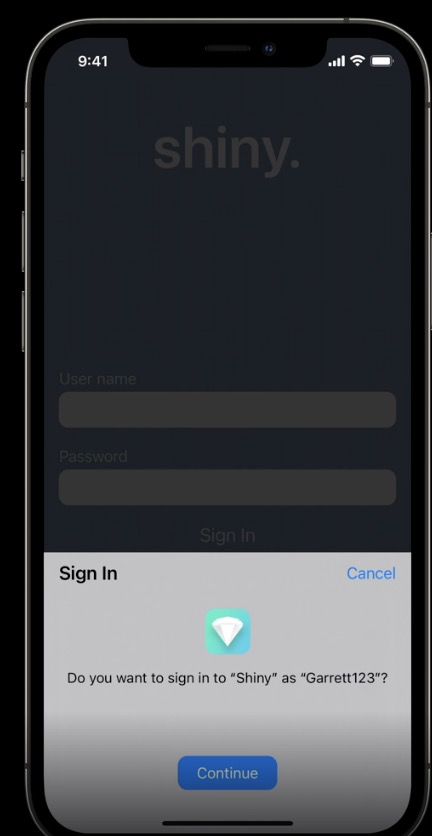 9:41
shiny.
User name
Password
Sign In
Sign In
Cancel
Do you want to sign in to “Shiny” as “Garrett123”?
Continue